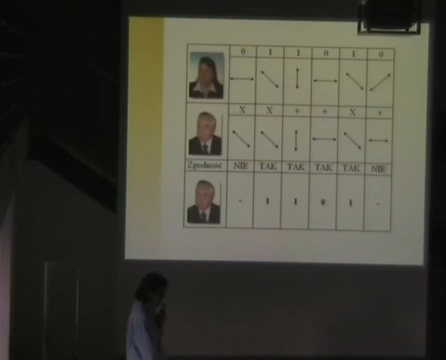 0 1 1 0 1 0
X X + + X +
Zgodność NIE TAK TAK TAK TAK NIE
- 1 1 0 1 -